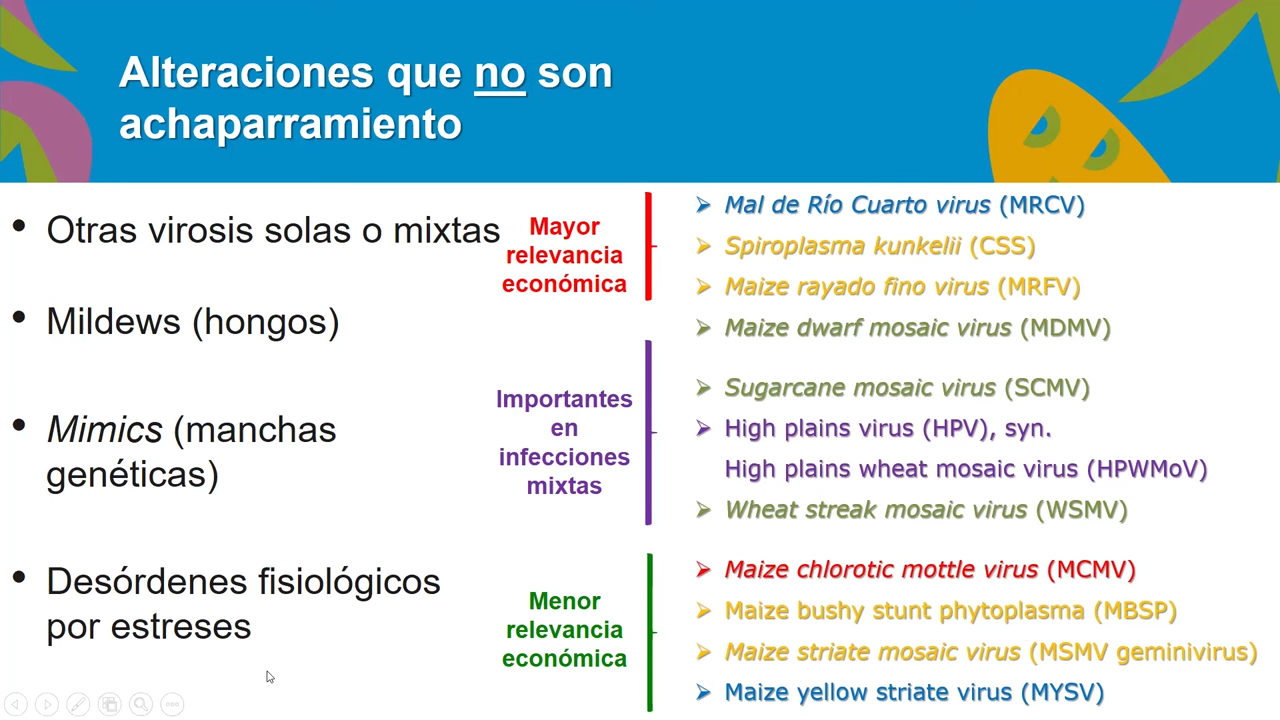 Alteraciones que no son
achaparramiento
• Otras virosis solas o mixtas
• Mildews (hongos)
• Mimics (manchas
genéticas)
• Desórdenes fisiológicos
por estreses
Mayor
relevancia
económica
➢ Mal de Río Cuarto virus (MRCV)
➢ Spiroplasma kunkelii (CSS)
➢ Maize rayado fino virus (MRFV)
➢ Maize dwarf mosaic virus (MDMV)
Importantes
en
infecciones
mixtas
➢ Sugarcane mosaic virus (SCMV)
➢ High plains virus (HPV), syn.
High plains wheat mosaic virus (HPWMoV)
➢ Wheat streak mosaic virus (WSMV)
Menor
relevancia
económica
➢ Maize chlorotic mottle virus (MCMV)
➢ Maize bushy stunt phytoplasma (MBSP)
➢ Maize striate mosaic virus (MSMV geminivirus)
➢ Maize yellow striate virus (MYSV)